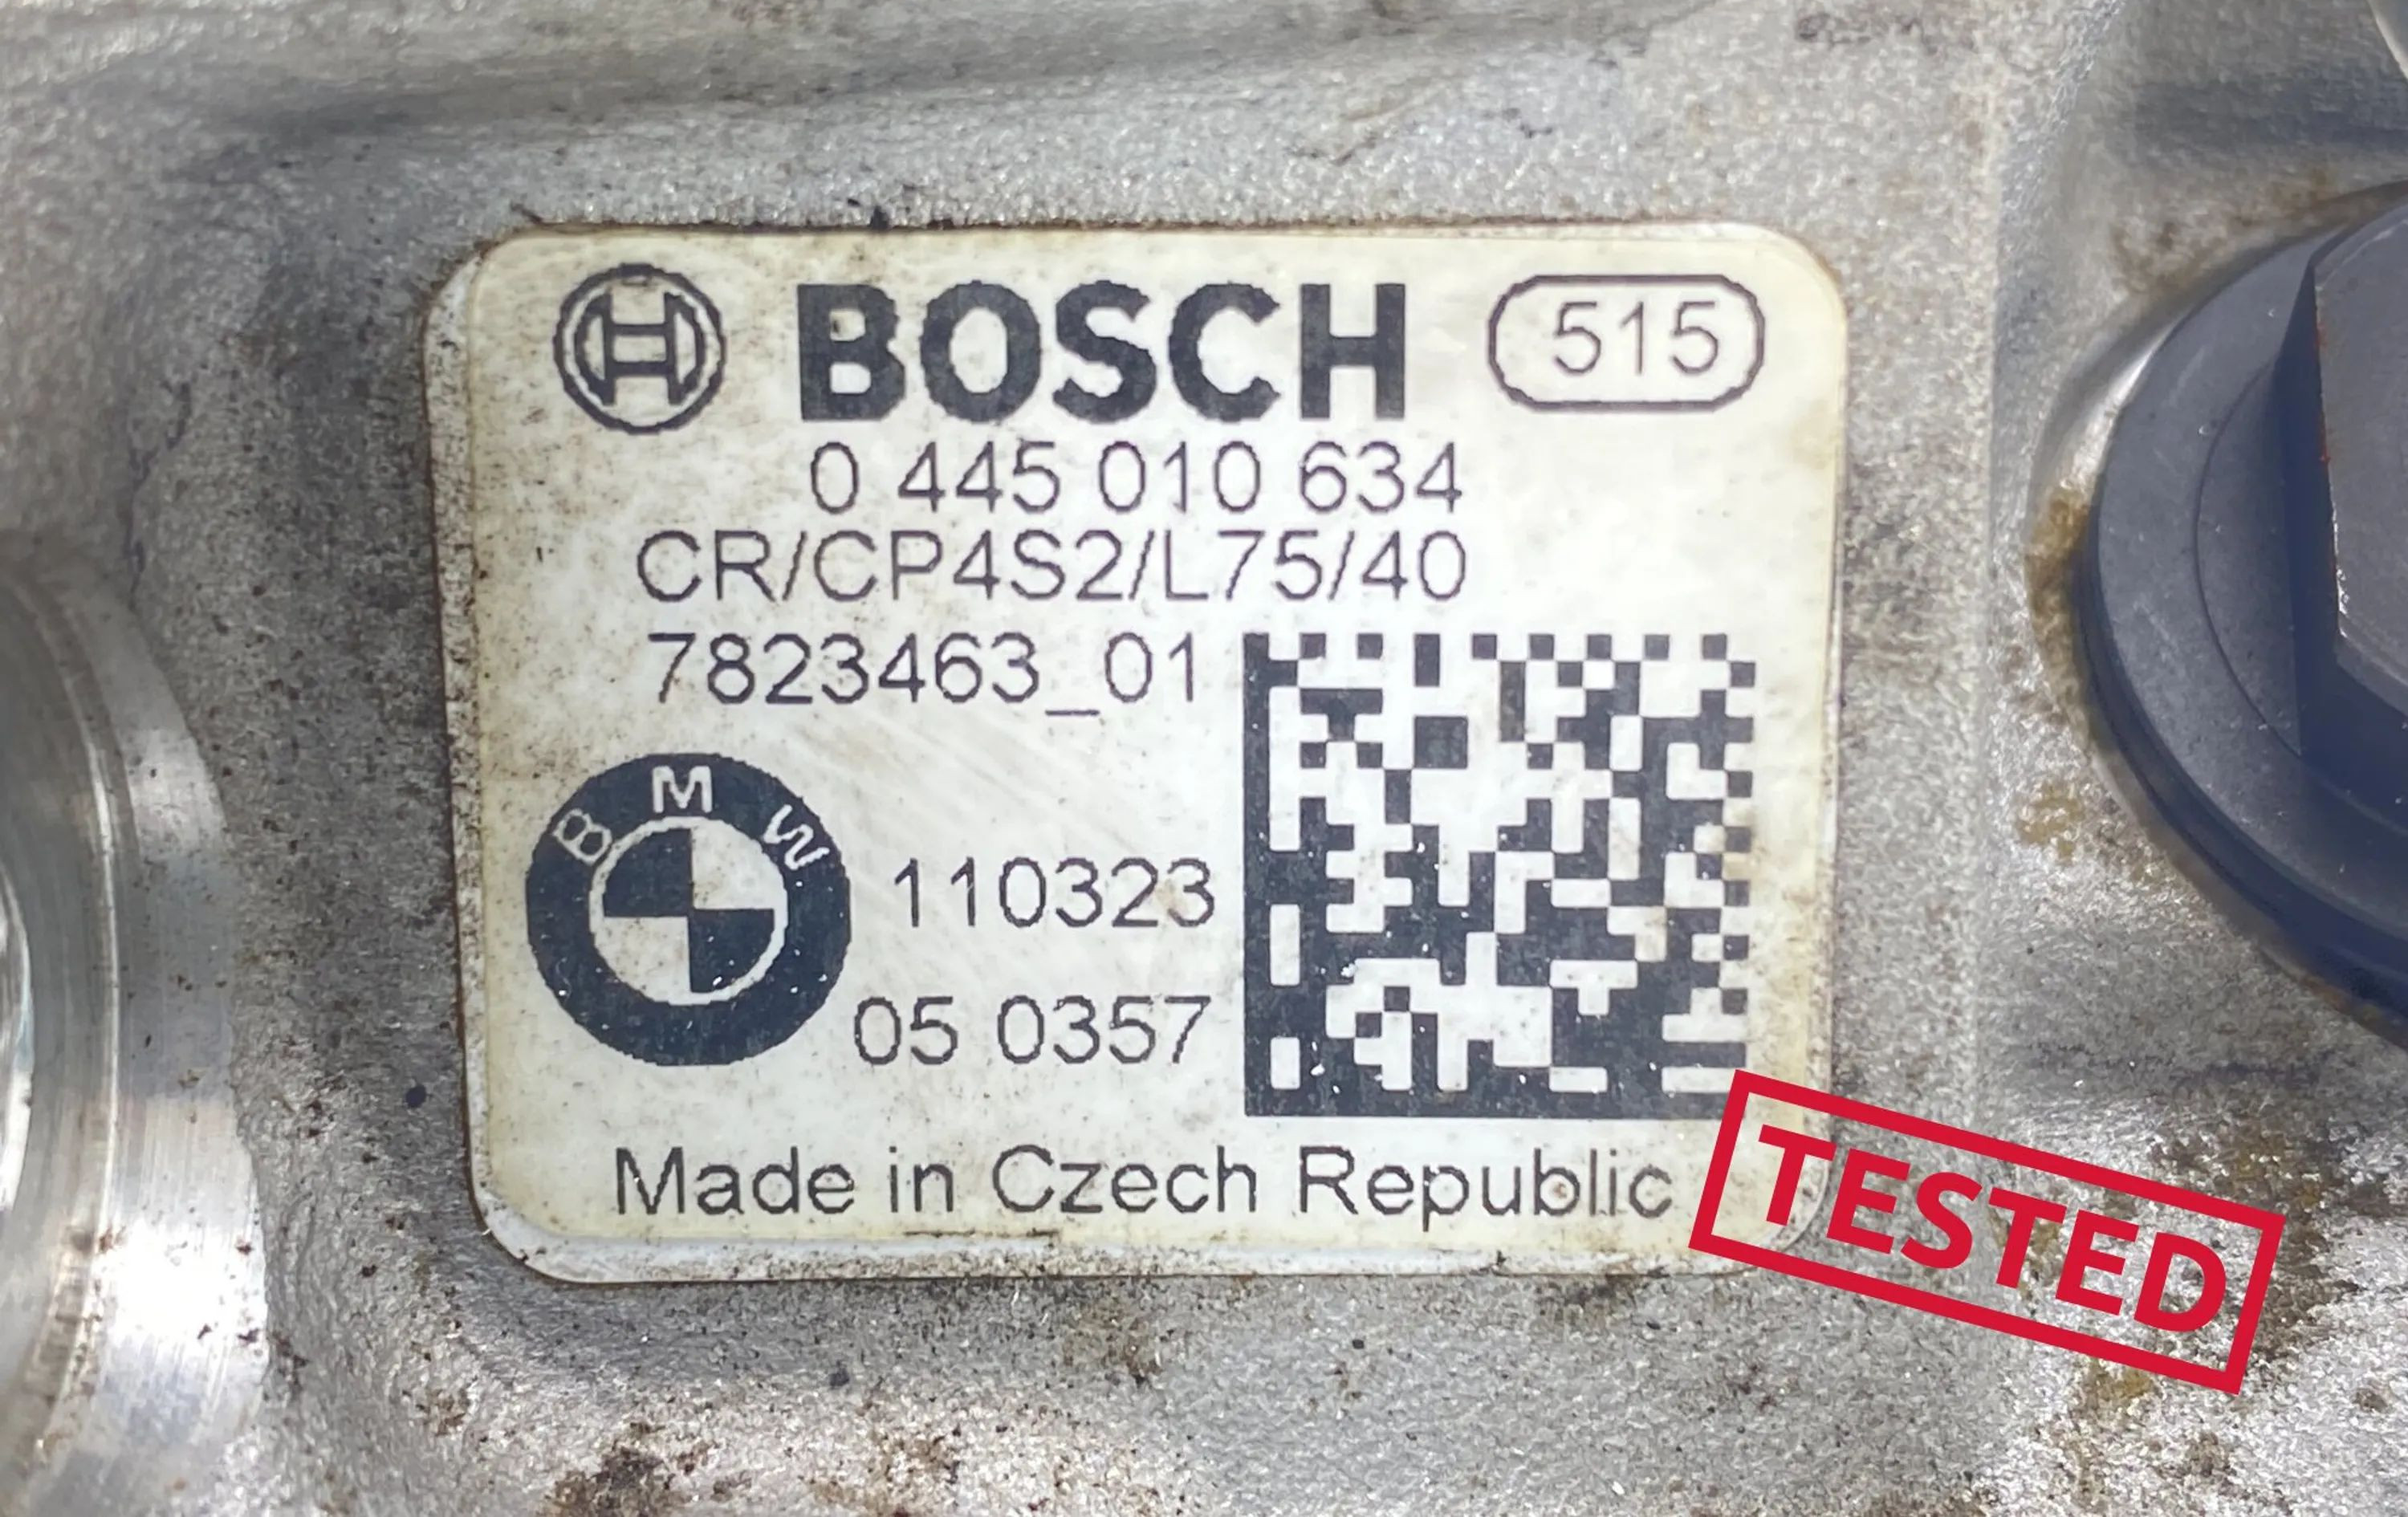 BOSCH 515
0 445 010 634
CR/CP4S2/L75/40
7823463_01
BMW
110323
05 0357
Made in Czech Republic
TESTED